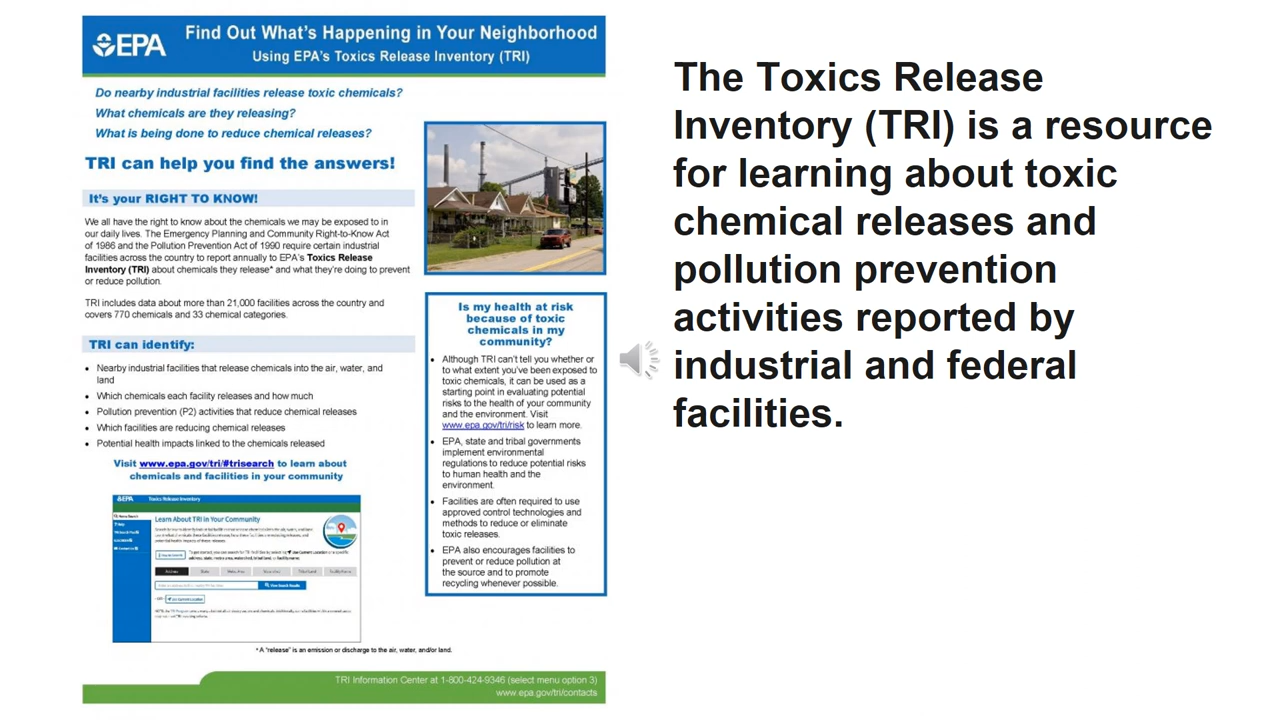 EPA
Find Out What's Happening in Your Neighborhood
Using EPA's Toxics Release Inventory (TRI)
Do nearby industrial facilities release toxic chemicals?
What chemicals are they releasing?
What is being done to reduce chemical releases?
TRI can help you find the answers!
It's your RIGHT TO KNOW!
We all have the right to know about the chemicals we may be exposed to in
our daily lives. The Emergency Planning and Community Right-to-Know Act
of 1986 and the Pollution Prevention Act of 1990 require certain industrial
facilities across the country to report annually to EPA's Toxics Release
Inventory (TRI) about chemicals they release* and what they're doing to prevent
or reduce pollution.
TRI includes data about more than 21,000 facilities across the country and
covers 770 chemicals and 33 chemical categories.
TRI can identify:
• Nearby industrial facilities that release chemicals into the air, water, and
land
• Which chemicals each facility releases and how much
• Pollution prevention (P2) activities that reduce chemical releases
• Which facilities are reducing chemical releases
• Potential health impacts linked to the chemicals released
Visit www.epa.gov/tri/#trisearch to learn about
chemicals and facilities in your community
EPA Toxics Release Inventory
Learn About TRI in Your Community
Is my health at risk
because of toxic
chemicals in my
community?
• Although TRI can't tell you whether or
to what extent you've been exposed to
toxic chemicals, it can be used as a
starting point in evaluating potential
risks to the health of your community
and the environment. Visit
www.epa.gov/tri/risk to learn more.
• EPA, state and tribal governments
implement environmental
regulations to reduce potential risks
to human health and the
environment.
• Facilities are often required to use
approved control technologies and
methods to reduce or eliminate
toxic releases.
• EPA also encourages facilities to
prevent or reduce pollution at
the source and to promote
recycling whenever possible.
* A "release" is an emission or discharge to the air, water, and/or land.
TRI Information Center at 1-800-424-9346 (select menu option 3)
www.epa.gov/tri/contacts
The Toxics Release
Inventory (TRI) is a resource
for learning about toxic
chemical releases and
pollution prevention
activities reported by
industrial and federal
facilities.